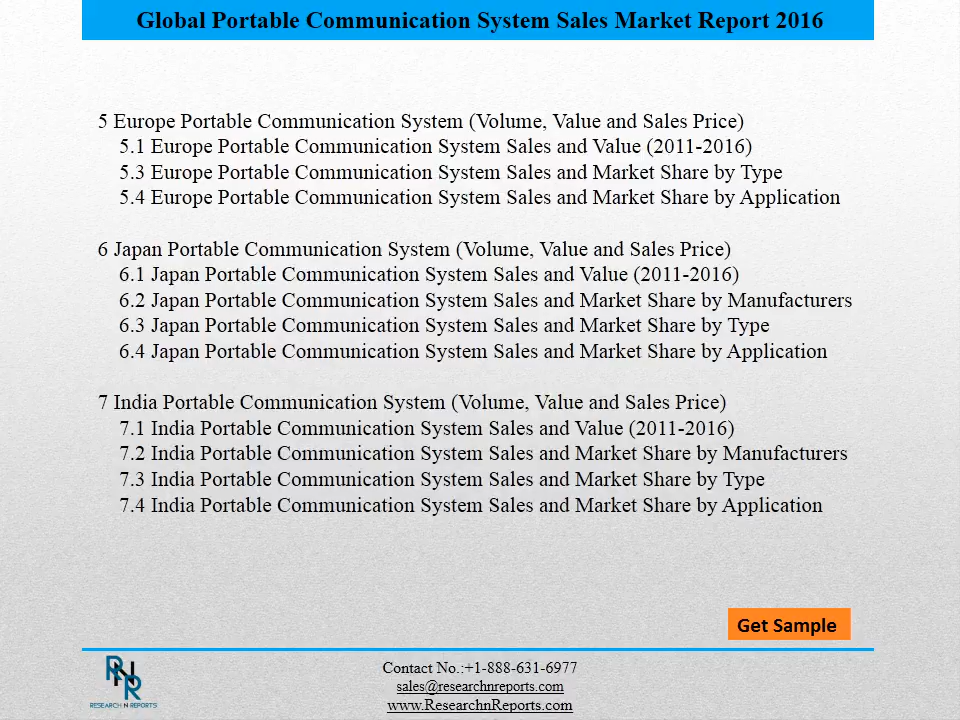 Global Portable Communication System Sales Market Report 2016
5 Europe Portable Communication System (Volume, Value and Sales Price)
5.1 Europe Portable Communication System Sales and Value (2011-2016)
5.3 Europe Portable Communication System Sales and Market Share by Type
5.4 Europe Portable Communication System Sales and Market Share by Application
6 Japan Portable Communication System (Volume, Value and Sales Price)
6.1 Japan Portable Communication System Sales and Value (2011-2016)
6.2 Japan Portable Communication System Sales and Market Share by Manufacturers
6.3 Japan Portable Communication System Sales and Market Share by Type
6.4 Japan Portable Communication System Sales and Market Share by Application
7 India Portable Communication System (Volume, Value and Sales Price)
7.1 India Portable Communication System Sales and Value (2011-2016)
7.2 India Portable Communication System Sales and Market Share by Manufacturers
7.3 India Portable Communication System Sales and Market Share by Type
7.4 India Portable Communication System Sales and Market Share by Application
Get Sample
RNR
RESEARCH N REPORTS
Contact No.:+1-888-631-6977
sales@researchnreports.com
www.ResearchnReports.com